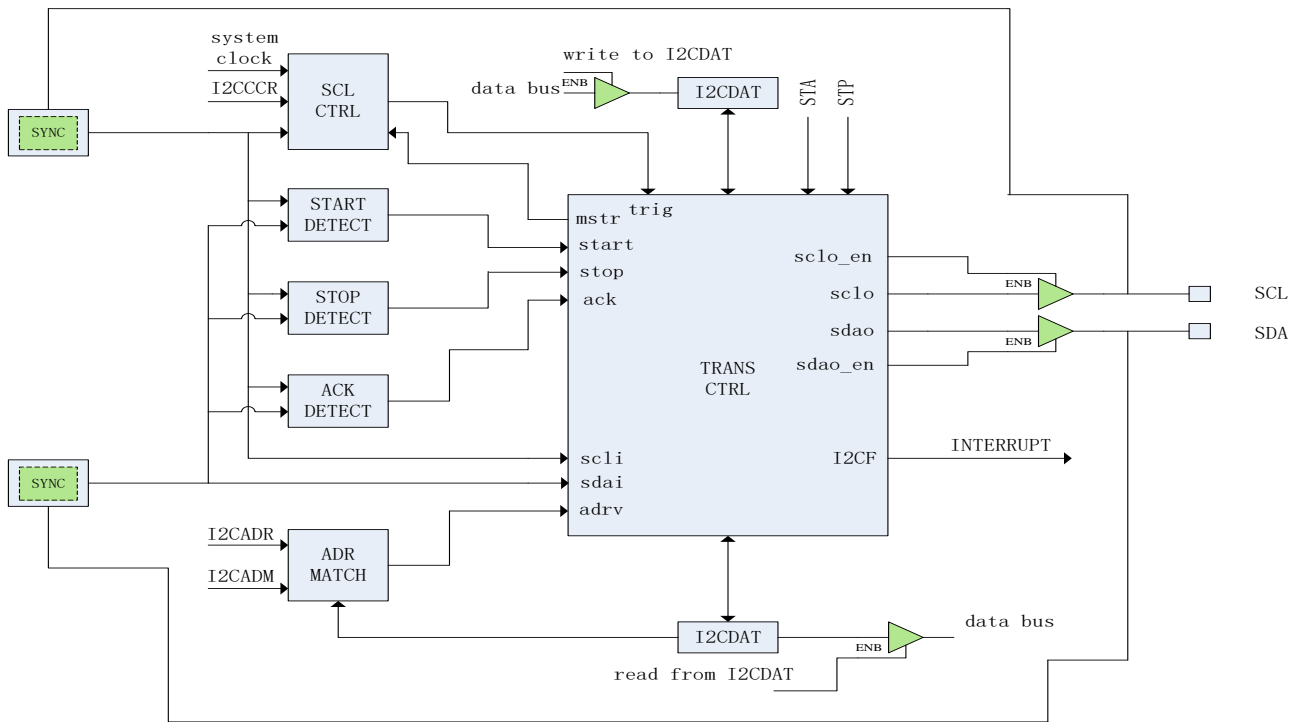 system
clock
I2CCCR
SCL
CTRL
write to I2CDAT
data bus
ENB
I2CDAT
STA
STP
SYNC
START
DETECT
STOP
DETECT
ACK
DETECT
mstr
trig
start
stop
ack
sclo_en
sclo
sdao
sdao_en
TRANS
CTRL
ENB
ENB
SCL
SDA
scli
sdai
adrv
I2CF
INTERRUPT
SYNC
I2CADR
I2CADM
ADR
MATCH
I2CDAT
ENB
data bus
read from I2CDAT